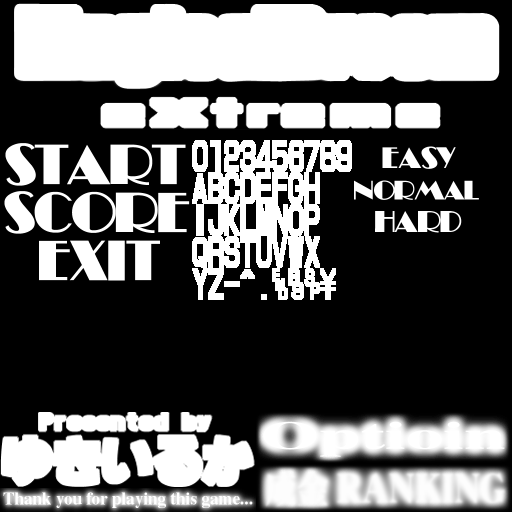 eXtreme
START
SCORE
EXIT
0123456789
ABCDEFGH
IJKLMNOP
QRSTUVWX
YZ-^.
EASY
NORMAL
HARD
Presented by
ゆきいるか
Thank you for playing this game...
Optioin
金 RANKING